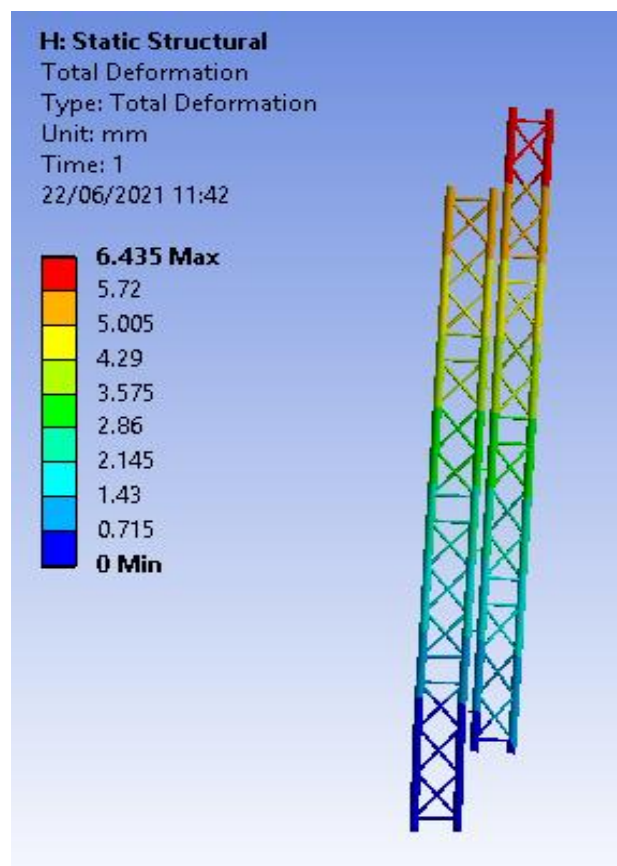 H: Static Structural
Total Deformation
Type: Total Deformation
Unit: mm
Time: 1
22/06/2021 11:42
6.435 Max
5.72
5.005
4.29
3.575
2.86
2.145
1.43
0.715
0 Min